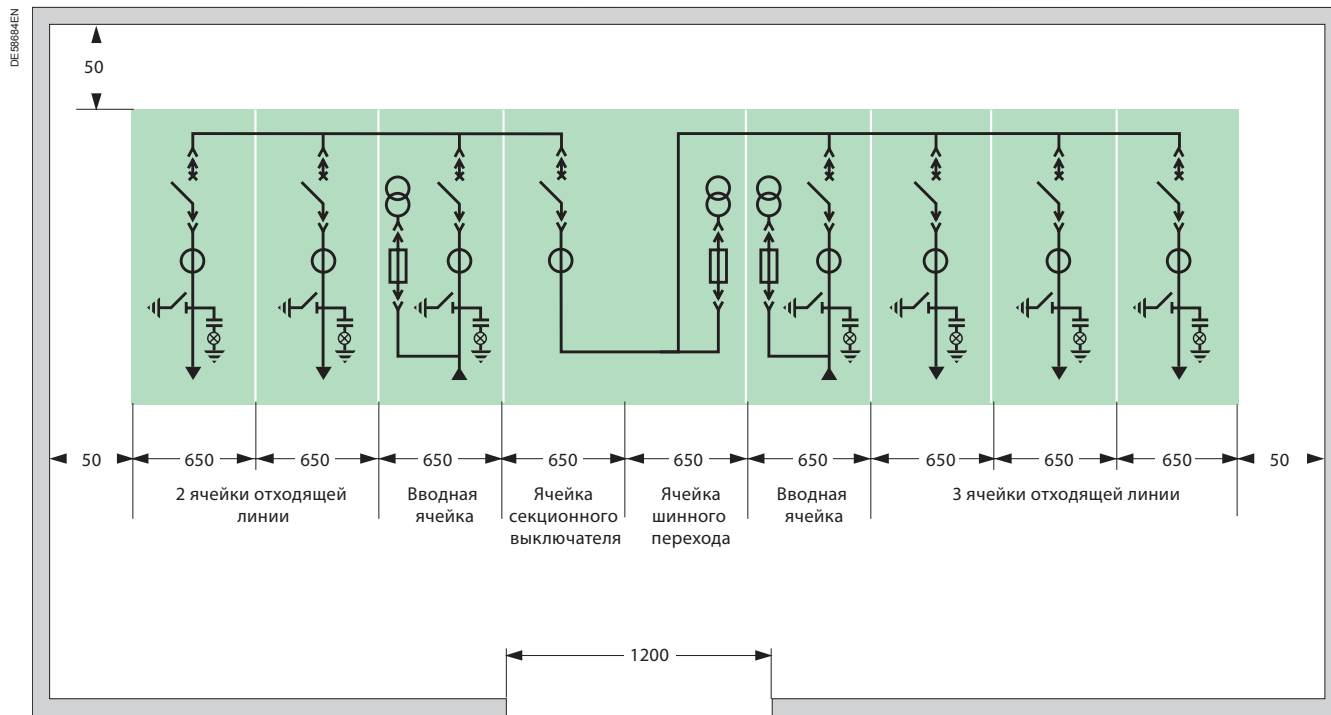 DE58684EN
50
50
650
650
650
650
650
650
650
650
650
50
2 ячейки отходящей
линии
Вводная
ячейка
Ячейка
секционного
выключателя
Ячейка
шинного
перехода
Вводная
ячейка
3 ячейки отходящей линии
1200